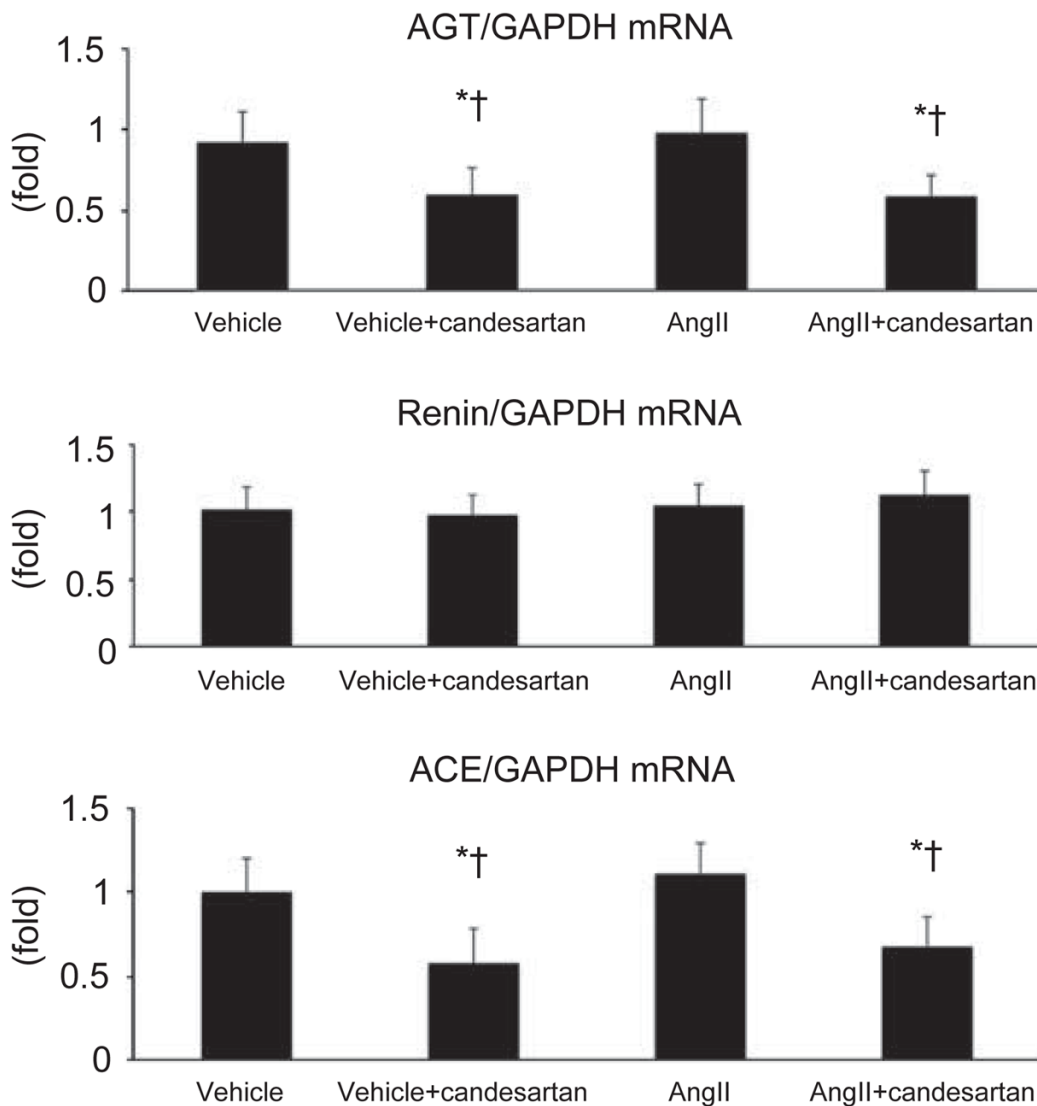 AGT/GAPDH mRNA
1.5
1
0.5
0
(fold)
*†
*†
Vehicle
Vehicle+candesartan
AngII
AngII+candesartan
Renin/GAPDH mRNA
1.5
1
0.5
0
(fold)
Vehicle
Vehicle+candesartan
AngII
AngII+candesartan
ACE/GAPDH mRNA
1.5
1
0.5
0
(fold)
*†
*†
Vehicle
Vehicle+candesartan
AngII
AngII+candesartan